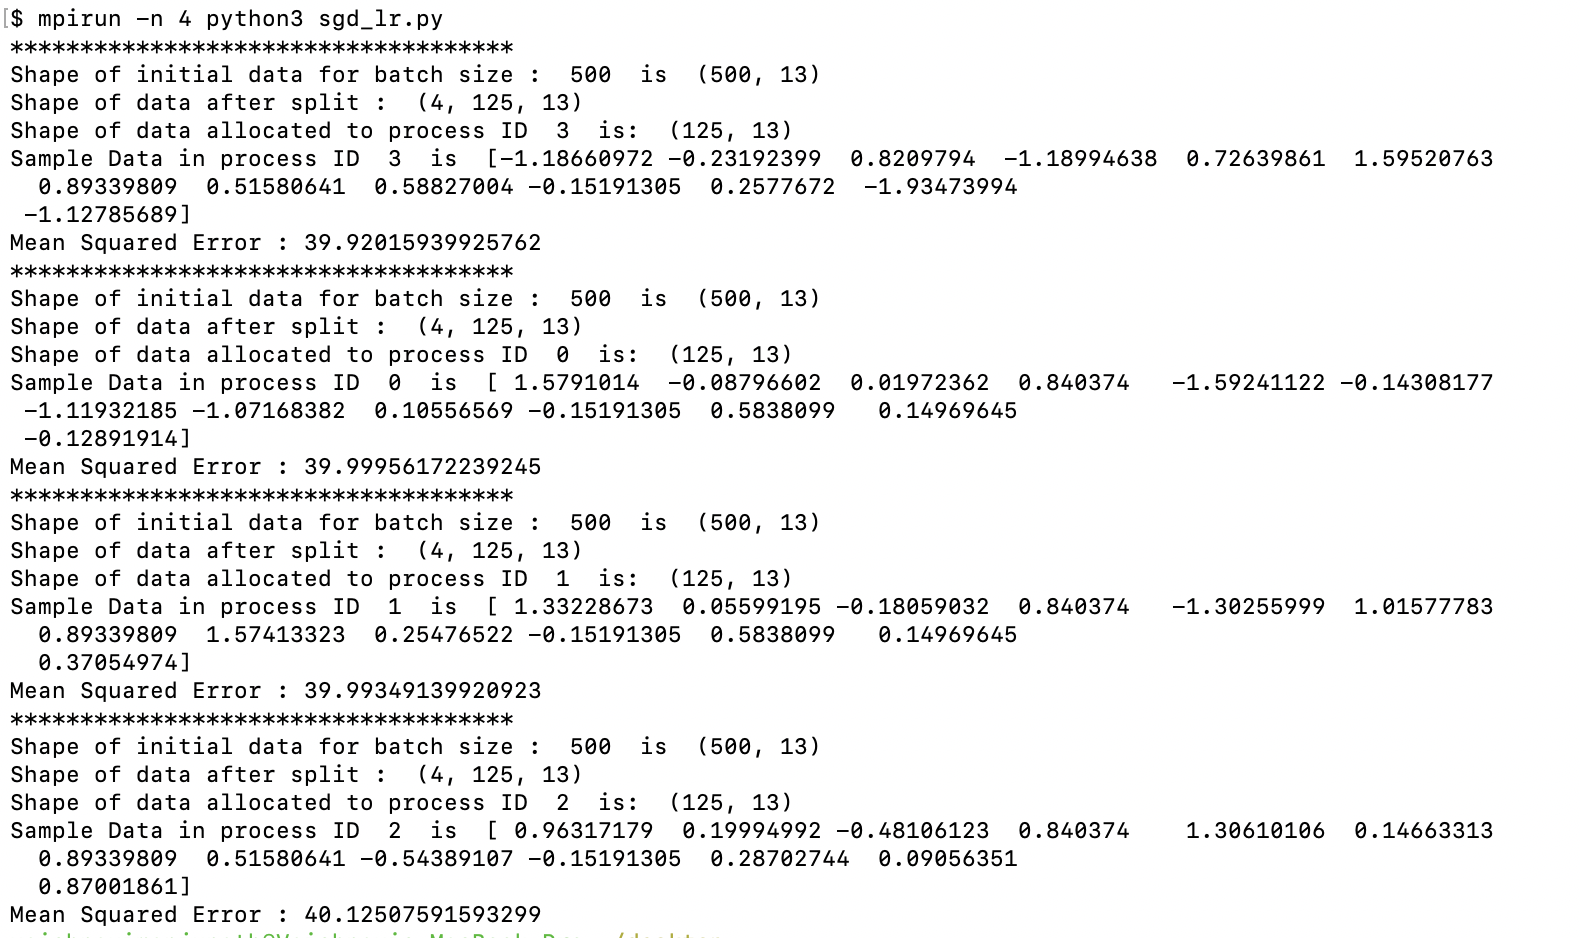 [$ mpirun -n 4 python3 sgd_lr.py
************************************
Shape of initial data for batch size :  500  is  (500, 13)
Shape of data after split :  (4, 125, 13)
Shape of data allocated to process ID  3  is:  (125, 13)
Sample Data in process ID  3  is  [-1.18660972 -0.23192399  0.8209794  -1.18994638  0.72639861  1.59520763
  0.89339809  0.51580641  0.58827004 -0.15191305  0.2577672  -1.93473994
 -1.12785689]
Mean Squared Error : 39.92015939925762
************************************
Shape of initial data for batch size :  500  is  (500, 13)
Shape of data after split :  (4, 125, 13)
Shape of data allocated to process ID  0  is:  (125, 13)
Sample Data in process ID  0  is  [ 1.5791014  -0.08796602  0.01972362  0.840374   -1.59241122 -0.14308177
 -1.11932185 -1.07168382  0.10556569 -0.15191305  0.5838099   0.14969645
 -0.12891914]
Mean Squared Error : 39.99956172239245
************************************
Shape of initial data for batch size :  500  is  (500, 13)
Shape of data after split :  (4, 125, 13)
Shape of data allocated to process ID  1  is:  (125, 13)
Sample Data in process ID  1  is  [ 1.33228673  0.05599195 -0.18059032  0.840374   -1.30255999  1.01577783
  0.89339809  1.57413323  0.25476522 -0.15191305  0.5838099   0.14969645
  0.37054974]
Mean Squared Error : 39.99349139920923
************************************
Shape of initial data for batch size :  500  is  (500, 13)
Shape of data after split :  (4, 125, 13)
Shape of data allocated to process ID  2  is:  (125, 13)
Sample Data in process ID  2  is  [ 0.96317179  0.19994992 -0.48106123  0.840374    1.30610106  0.14663313
  0.89339809  0.51580641 -0.54389107 -0.15191305  0.28702744  0.09056351
  0.87001861]
Mean Squared Error : 40.12507591593299